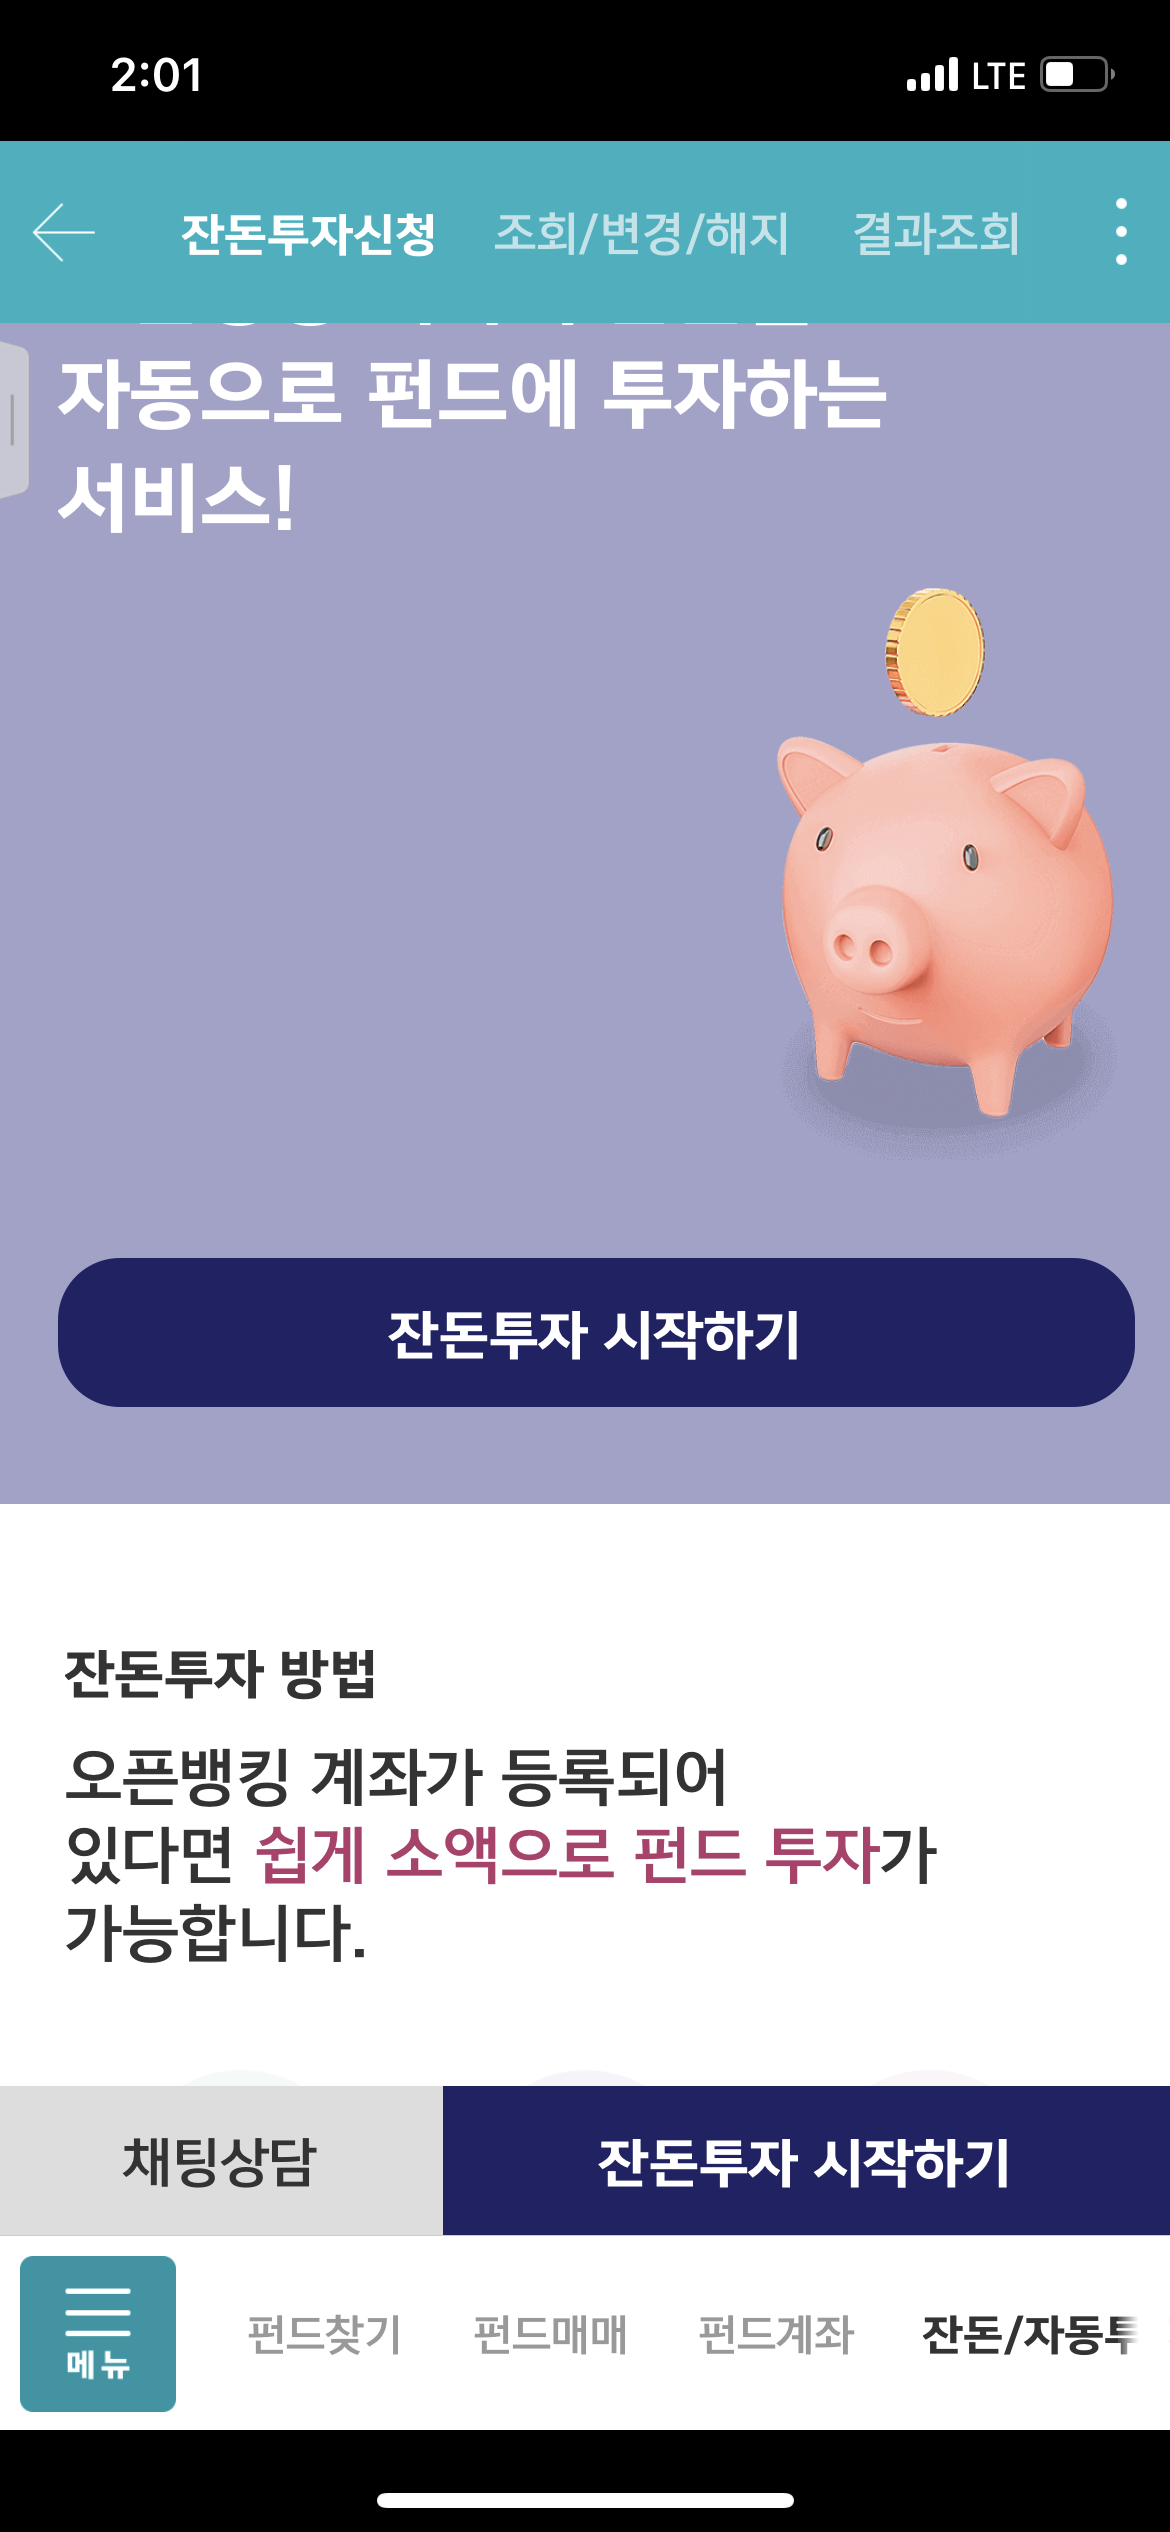 2:01
LTE
잔돈투자신청 조회/변경/해지 결과조회
자동으로 펀드에 투자하는
서비스!
잔돈투자 시작하기
잔돈투자 방법
오픈뱅킹 계좌가 등록되어
있다면 쉽게 소액으로 펀드 투자가
가능합니다.
채팅상담
잔돈투자 시작하기
메뉴
펀드찾기 펀드매매 펀드계좌 잔돈/자동투